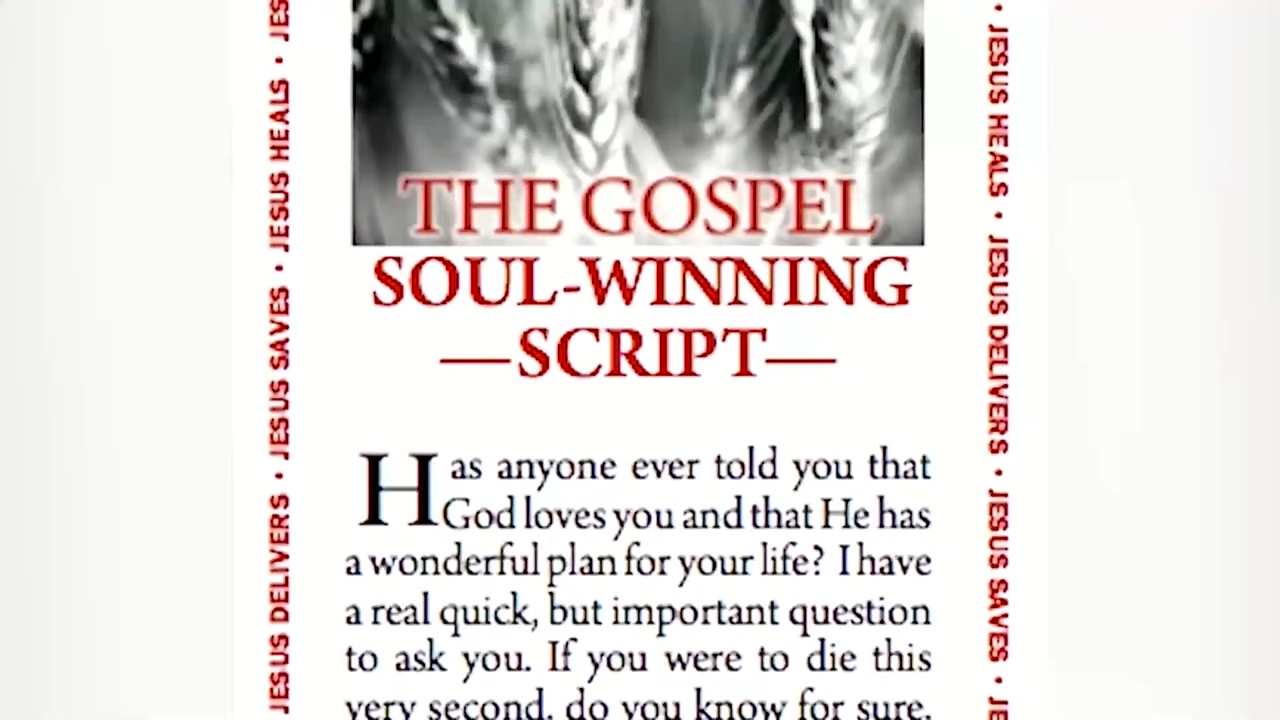 THE GOSPEL
SOUL-WINNING
—SCRIPT—
Has anyone ever told you that
God loves you and that He has
a wonderful plan for your life? I have
a real quick, but important question
to ask you. If you were to die this
very second, do you know for sure,
JESUS DELIVERS • JESUS SAVES • JESUS HEALS • JES
• JESUS HEALS • JESUS DELIVERS • JESUS SAVES • JE